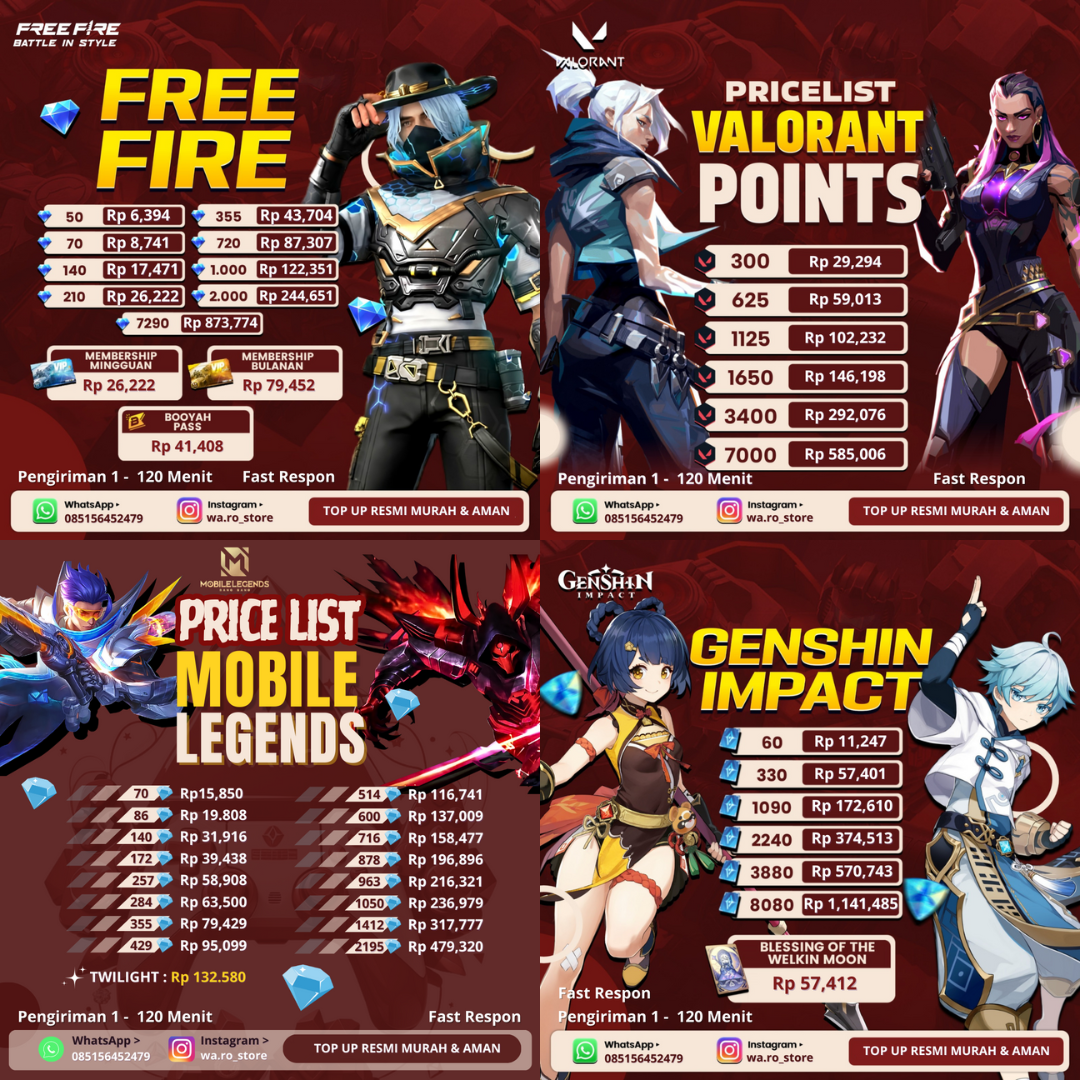 FREE FIRE
BATTLE IN STYLE
FREE
FIRE
50 Rp 6,394 355 Rp 43,704
70 Rp 8,741 720 Rp 87,307
140 Rp 17,471 1.000 Rp 122,351
210 Rp 26,222 2.000 Rp 244,651
7290 Rp 873,774
MEMBERSHIP
MINGGUAN
Rp 26,222
MEMBERSHIP
BULANAN
Rp 79,452
BOOYAH
PASS
Rp 41,408
Pengiriman 1 - 120 Menit Fast Respon
WhatsApp
085156452479
Instagram
wa.ro_store
TOP UP RESMI MURAH & AMAN
VALORANT
PRICELIST
VALORANT
POINTS
300 Rp 29,294
625 Rp 59,013
1125 Rp 102,232
1650 Rp 146,198
3400 Rp 292,076
7000 Rp 585,006
Pengiriman 1 - 120 Menit Fast Respon
WhatsApp
085156452479
Instagram
wa.ro_store
TOP UP RESMI MURAH & AMAN
MOBILE LEGENDS
PRICE LIST
MOBILE
LEGENDS
70 Rp15,850 514 Rp 116,741
86 Rp 19.808 600 Rp 137,009
140 Rp 31,916 716 Rp 158,477
172 Rp 39,438 878 Rp 196,896
257 Rp 58,908 963 Rp 216,321
284 Rp 63,500 1050 Rp 236,979
355 Rp 79,429 1412 Rp 317,777
429 Rp 95,099 2195 Rp 479,320
TWILIGHT : Rp 132.580
Pengiriman 1 - 120 Menit Fast Respon
WhatsApp >
085156452479
Instagram >
wa.ro_store
TOP UP RESMI MURAH & AMAN
GENSHIN
IMPACT
GENSHIN
IMPACT
60 Rp 11,247
330 Rp 57,401
1090 Rp 172,610
2240 Rp 374,513
3880 Rp 570,743
8080 Rp 1,141,485
BLESSING OF THE
WELKIN MOON
Rp 57,412
Fast Respon
Pengiriman 1 - 120 Menit
WhatsApp
085156452479
Instagram
wa.ro_store
TOP UP RESMI MURAH & AMAN